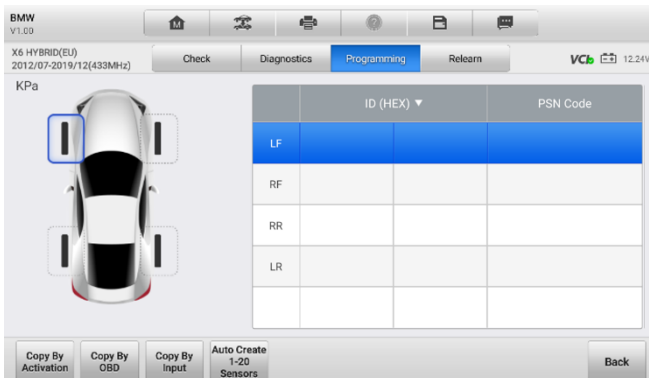 BMW
V1.00
X6 HYBRID(EU)
2012/07-2019/12(433MHz)
Check
Diagnostics
Programming
Relearn
VCI
12.24V
KPa
ID (HEX) ▼
PSN Code
LF
RF
RR
LR
Copy By
Activation
Copy By
OBD
Copy By
Input
Auto Create
1-20
Sensors
Back